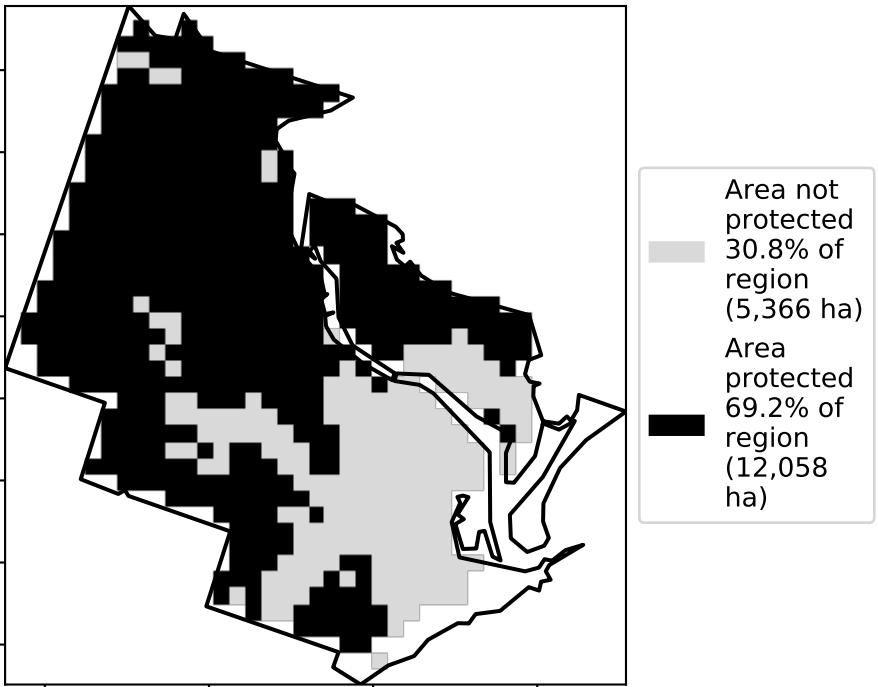 Area not
protected
30.8% of
region
(5,366 ha)
Area
protected
69.2% of
region
(12,058
ha)